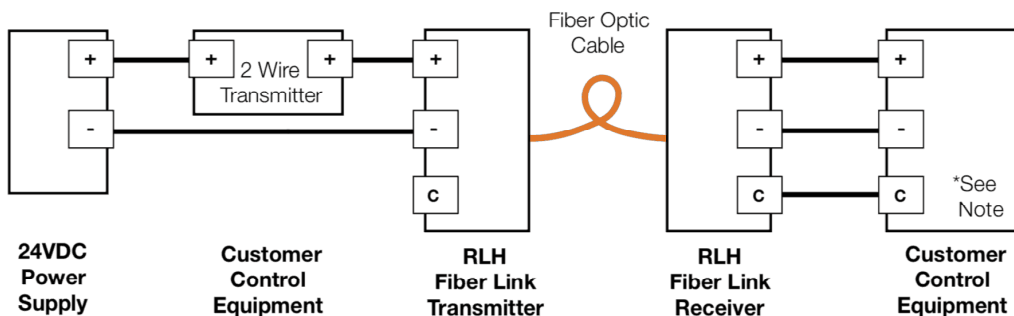 Fiber Optic
Cable
+
+
+
+
+
+
2 Wire
Transmitter
-
-
-
-
C
C
C
*See
Note
24VDC
Power
Supply
Customer
Control
Equipment
RLH
Fiber Link
Transmitter
RLH
Fiber Link
Receiver
Customer
Control
Equipment